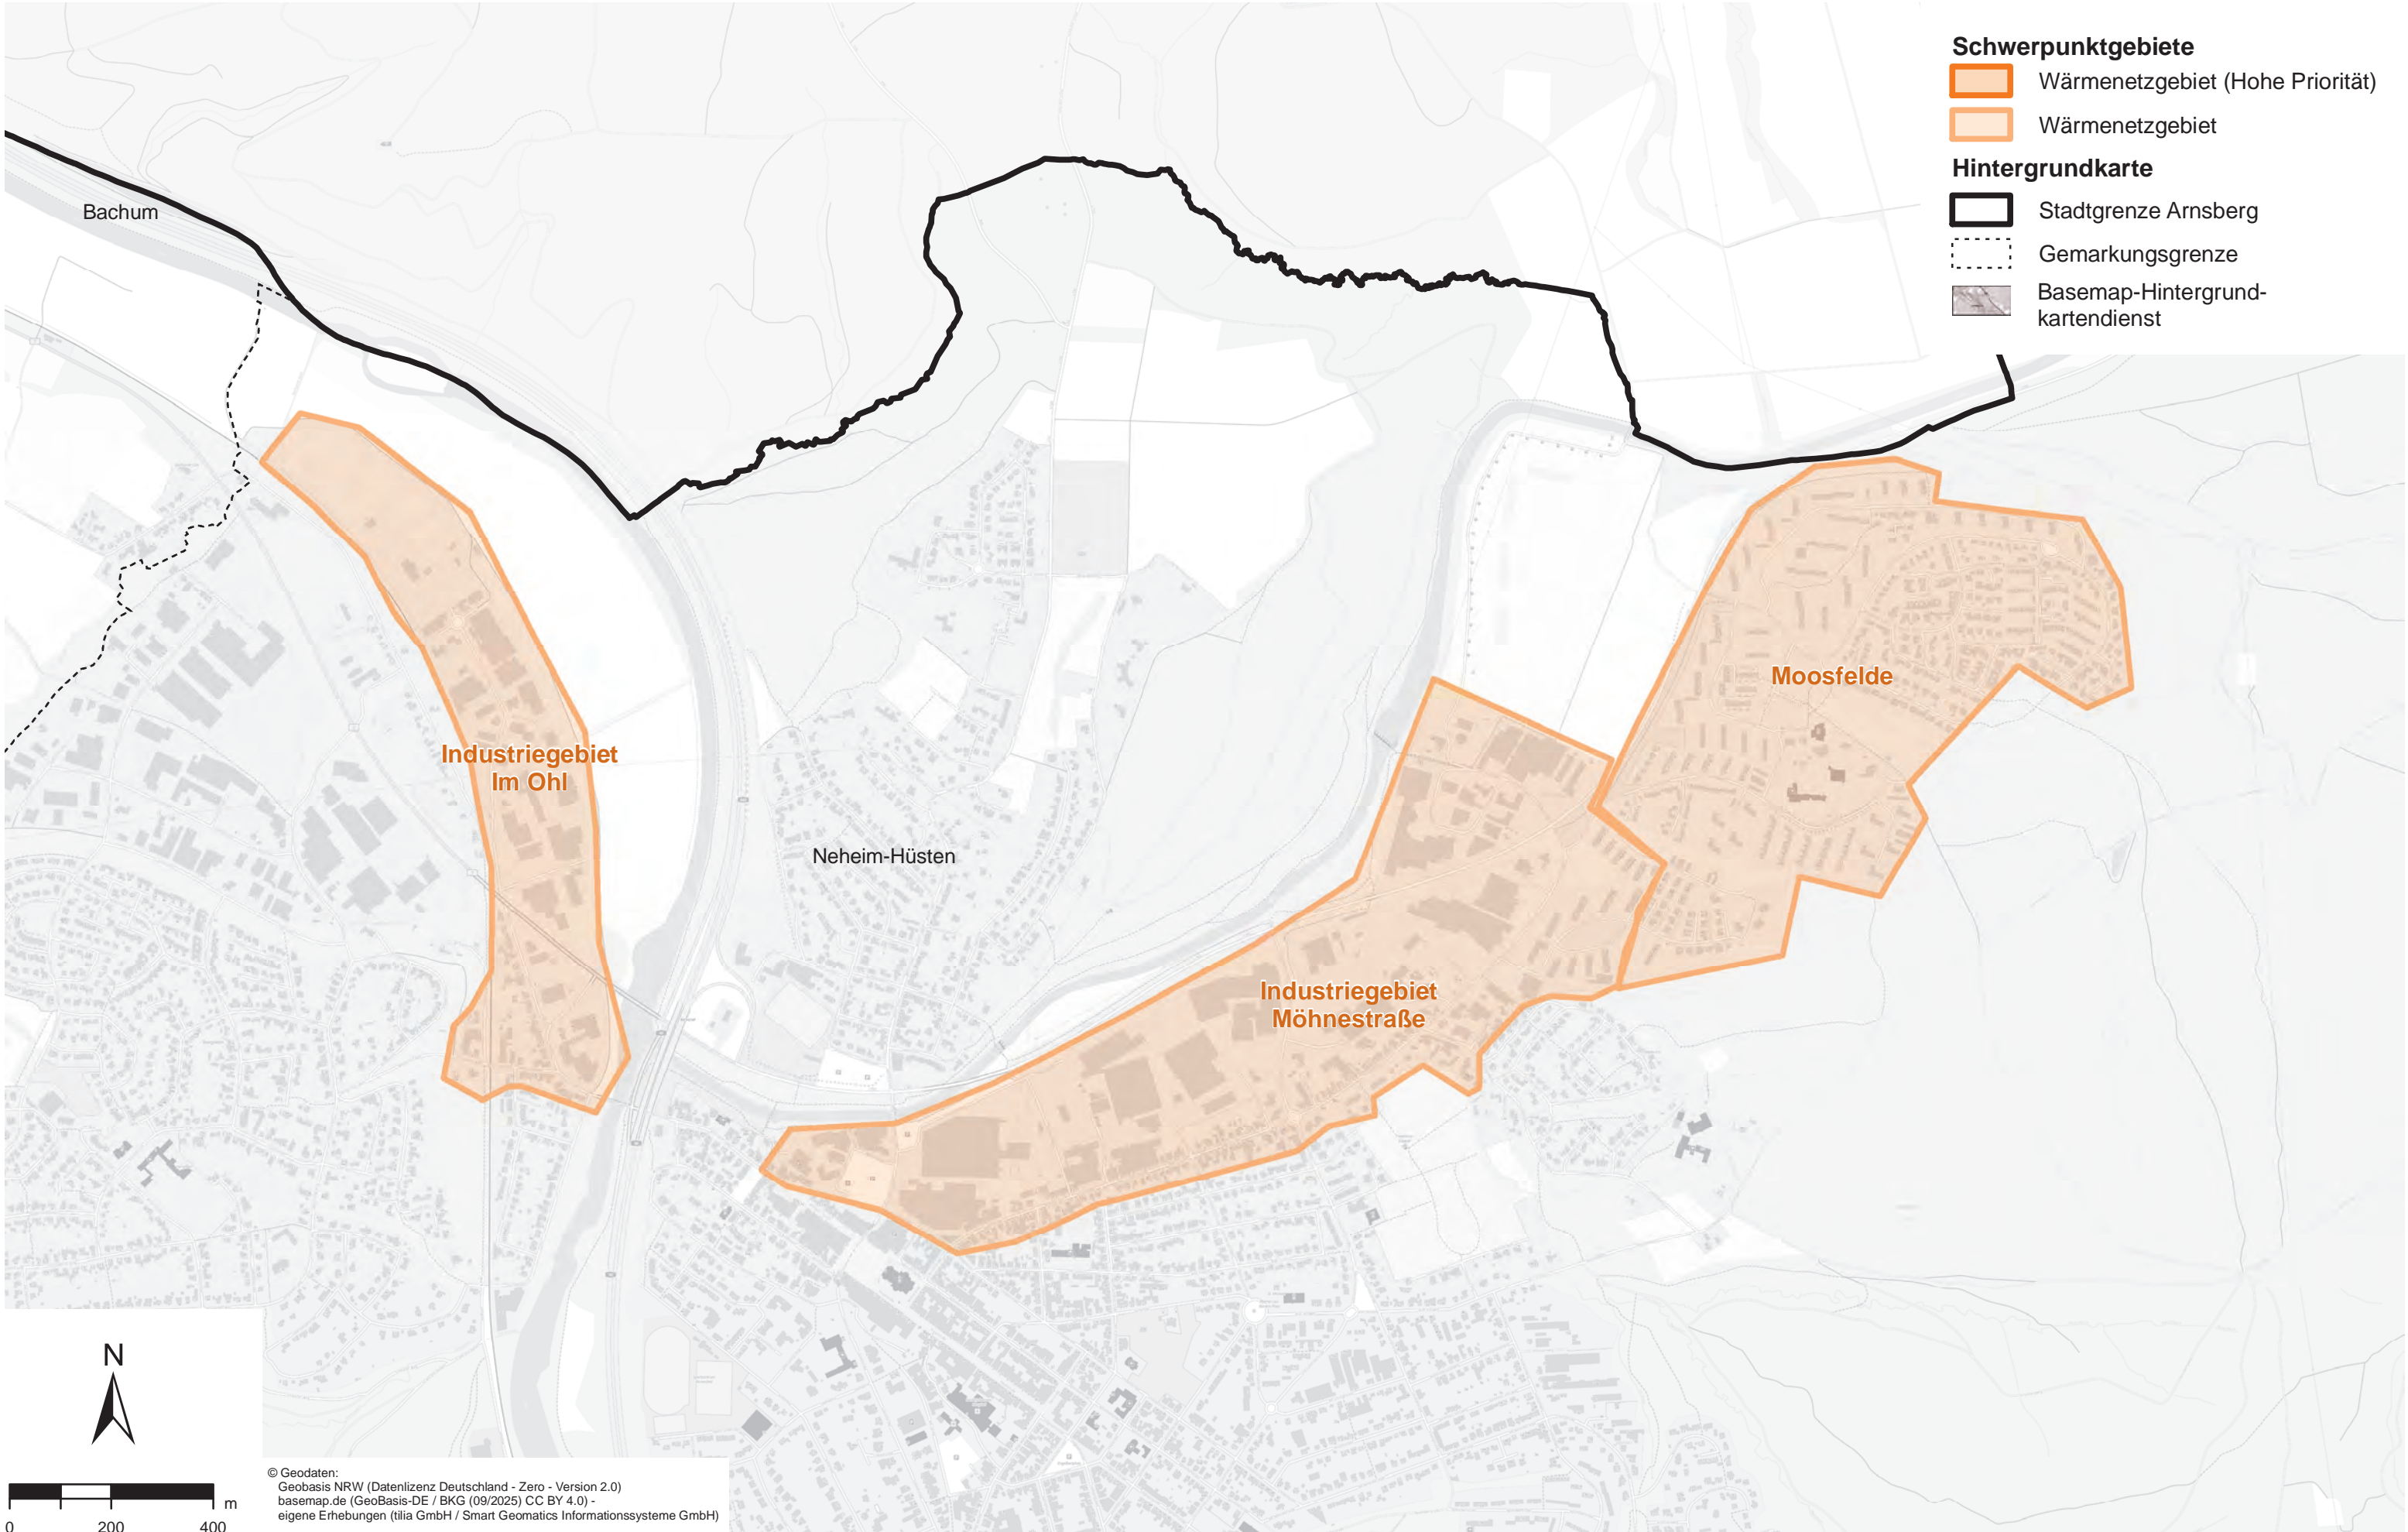 Schwerpunktgebiete
Wärmenetzgebiet (Hohe Priorität)
Wärmenetzgebiet
Hintergrundkarte
Stadtgrenze Arnsberg
Gemarkungsgrenze
Basemap-Hintergrund-
kartendienst
Bachum
Moosfelde
Industriegebiet
Im Ohl
Neheim-Hüsten
Industriegebiet
Möhnestraße
N
m
0 200 400
© Geodaten:
Geobasis NRW (Datenlizenz Deutschland - Zero - Version 2.0)
basemap.de (GeoBasis-DE / BKG (09/2025) CC BY 4.0) -
eigene Erhebungen (tilia GmbH / Smart Geomatics Informationssysteme GmbH)